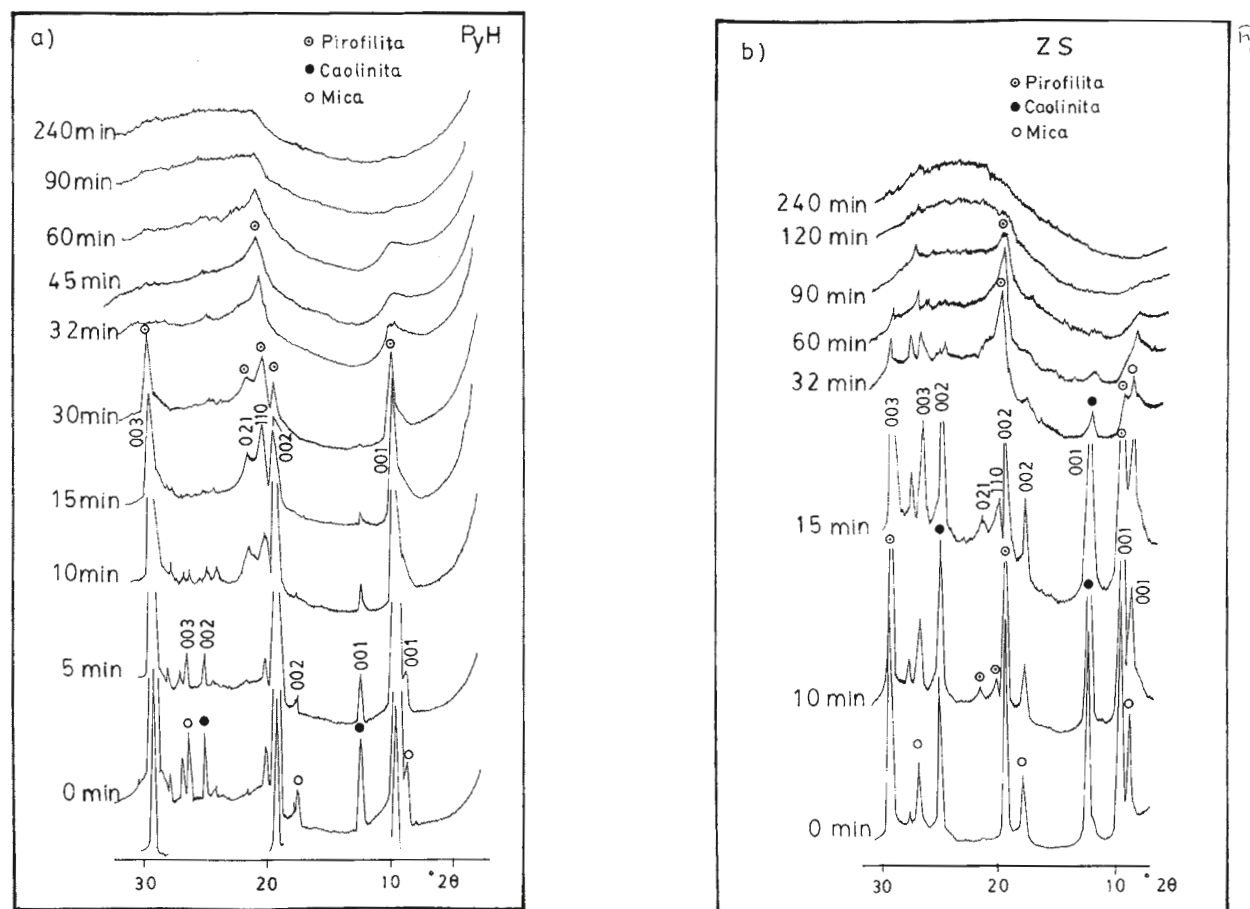 a)
PyH
⊙ Pirofilita
● Caolinita
○ Mica
240min
90min
60min
45min
32min
30min
15min
10min
5 min
0 min
003
021
110
002
001
003
002
002
001
001
30
20
10
°2θ
b)
ZS
⊙ Pirofilita
● Caolinita
○ Mica
240 min
120 min
90 min
60 min
32 min
15 min
10 min
0 min
003
003
002
021
110
002
002
001
001
001
30
20
10
°2θ